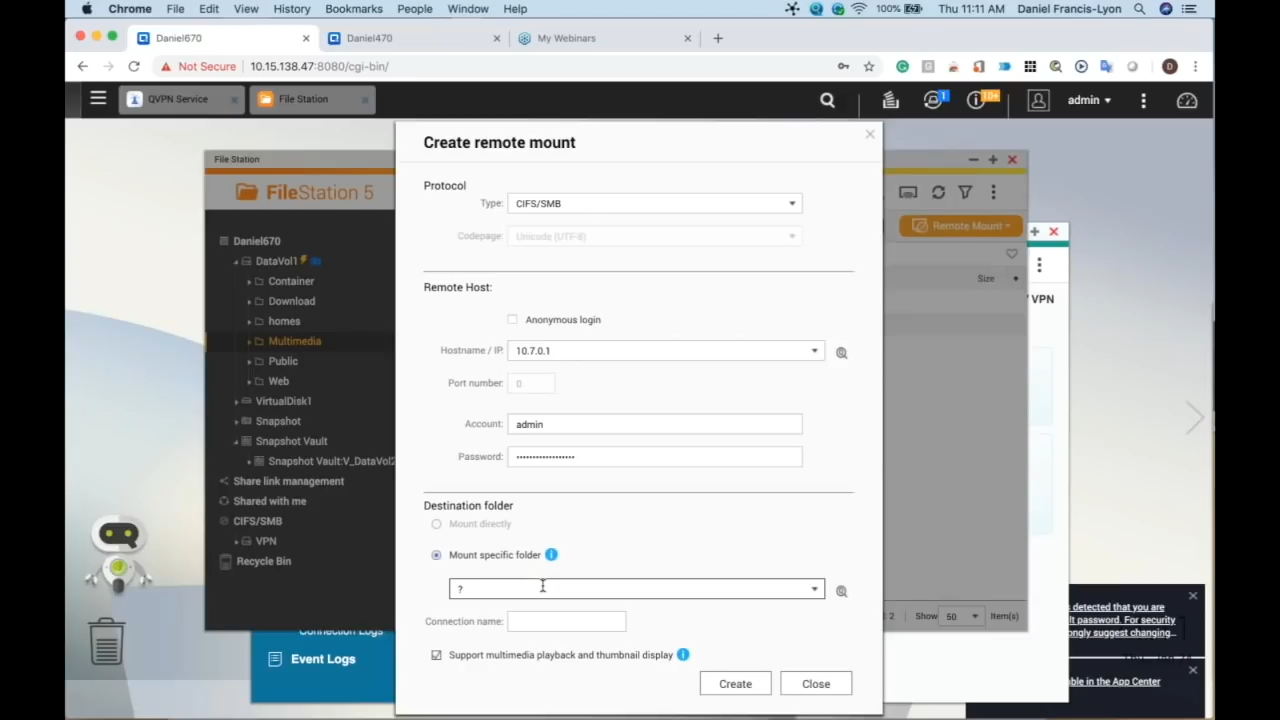 Chrome File Edit View History Bookmarks People Window Help 100% Thu 11:11 AM Daniel Francis-Lyon
Daniel670 Daniel470 My Webinars
Not Secure 10.15.138.47:8080/cgi-bin/
QVPN Service File Station 1 10+ admin
Create remote mount
File Station
FileStation 5
Protocol
Type: CIFS/SMB
Codepage: Unicode (UTF-8)
Remote Mount
Daniel670
DataVol1
Container
Download
homes
Multimedia
Public
Web
VirtualDisk1
Snapshot
Snapshot Vault
Snapshot Vault:V_DataVol2
Share link management
Shared with me
CIFS/SMB
VPN
Recycle Bin
Remote Host:
Anonymous login
Hostname / IP: 10.7.0.1
Port number: 0
Account: admin
Password: ••••••••••••••••••
Destination folder
Mount directly
Mount specific folder
?
Connection name:
Support multimedia playback and thumbnail display
Create Close
Size
VPN
: 2 Show 50 Item(s)
Connection Logs
Event Logs
s detected that you are
lt password. For security
ongly suggest changing...
ble in the App Center